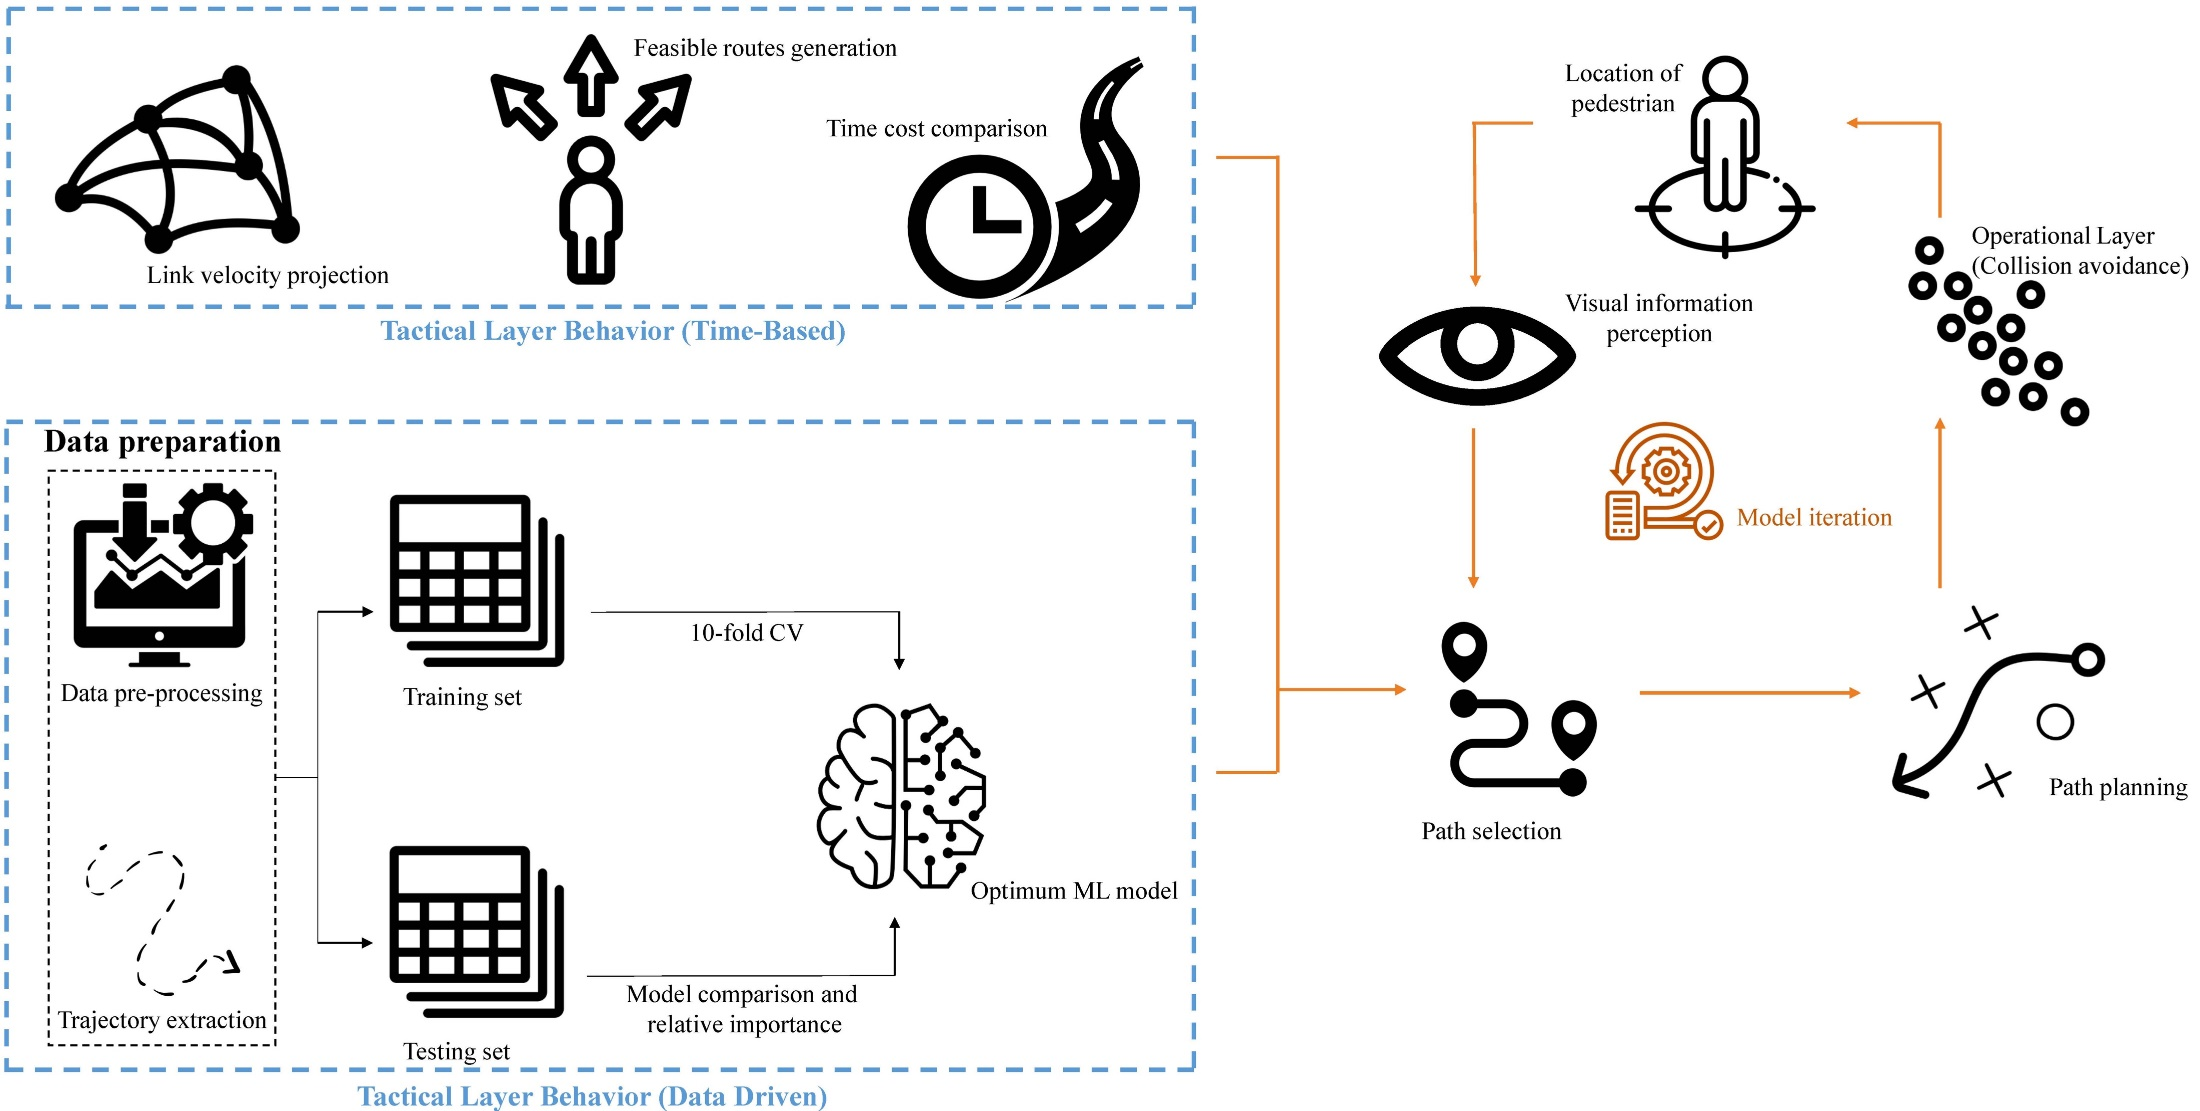 Feasible routes generation
Time cost comparison
Link velocity projection
Tactical Layer Behavior (Time-Based)
Data preparation
Data pre-processing
Trajectory extraction
Training set
10-fold CV
Testing set
Model comparison and
relative importance
Optimum ML model
Tactical Layer Behavior (Data Driven)
Location of
pedestrian
Visual information
perception
Operational Layer
(Collision avoidance)
Model iteration
Path selection
Path planning